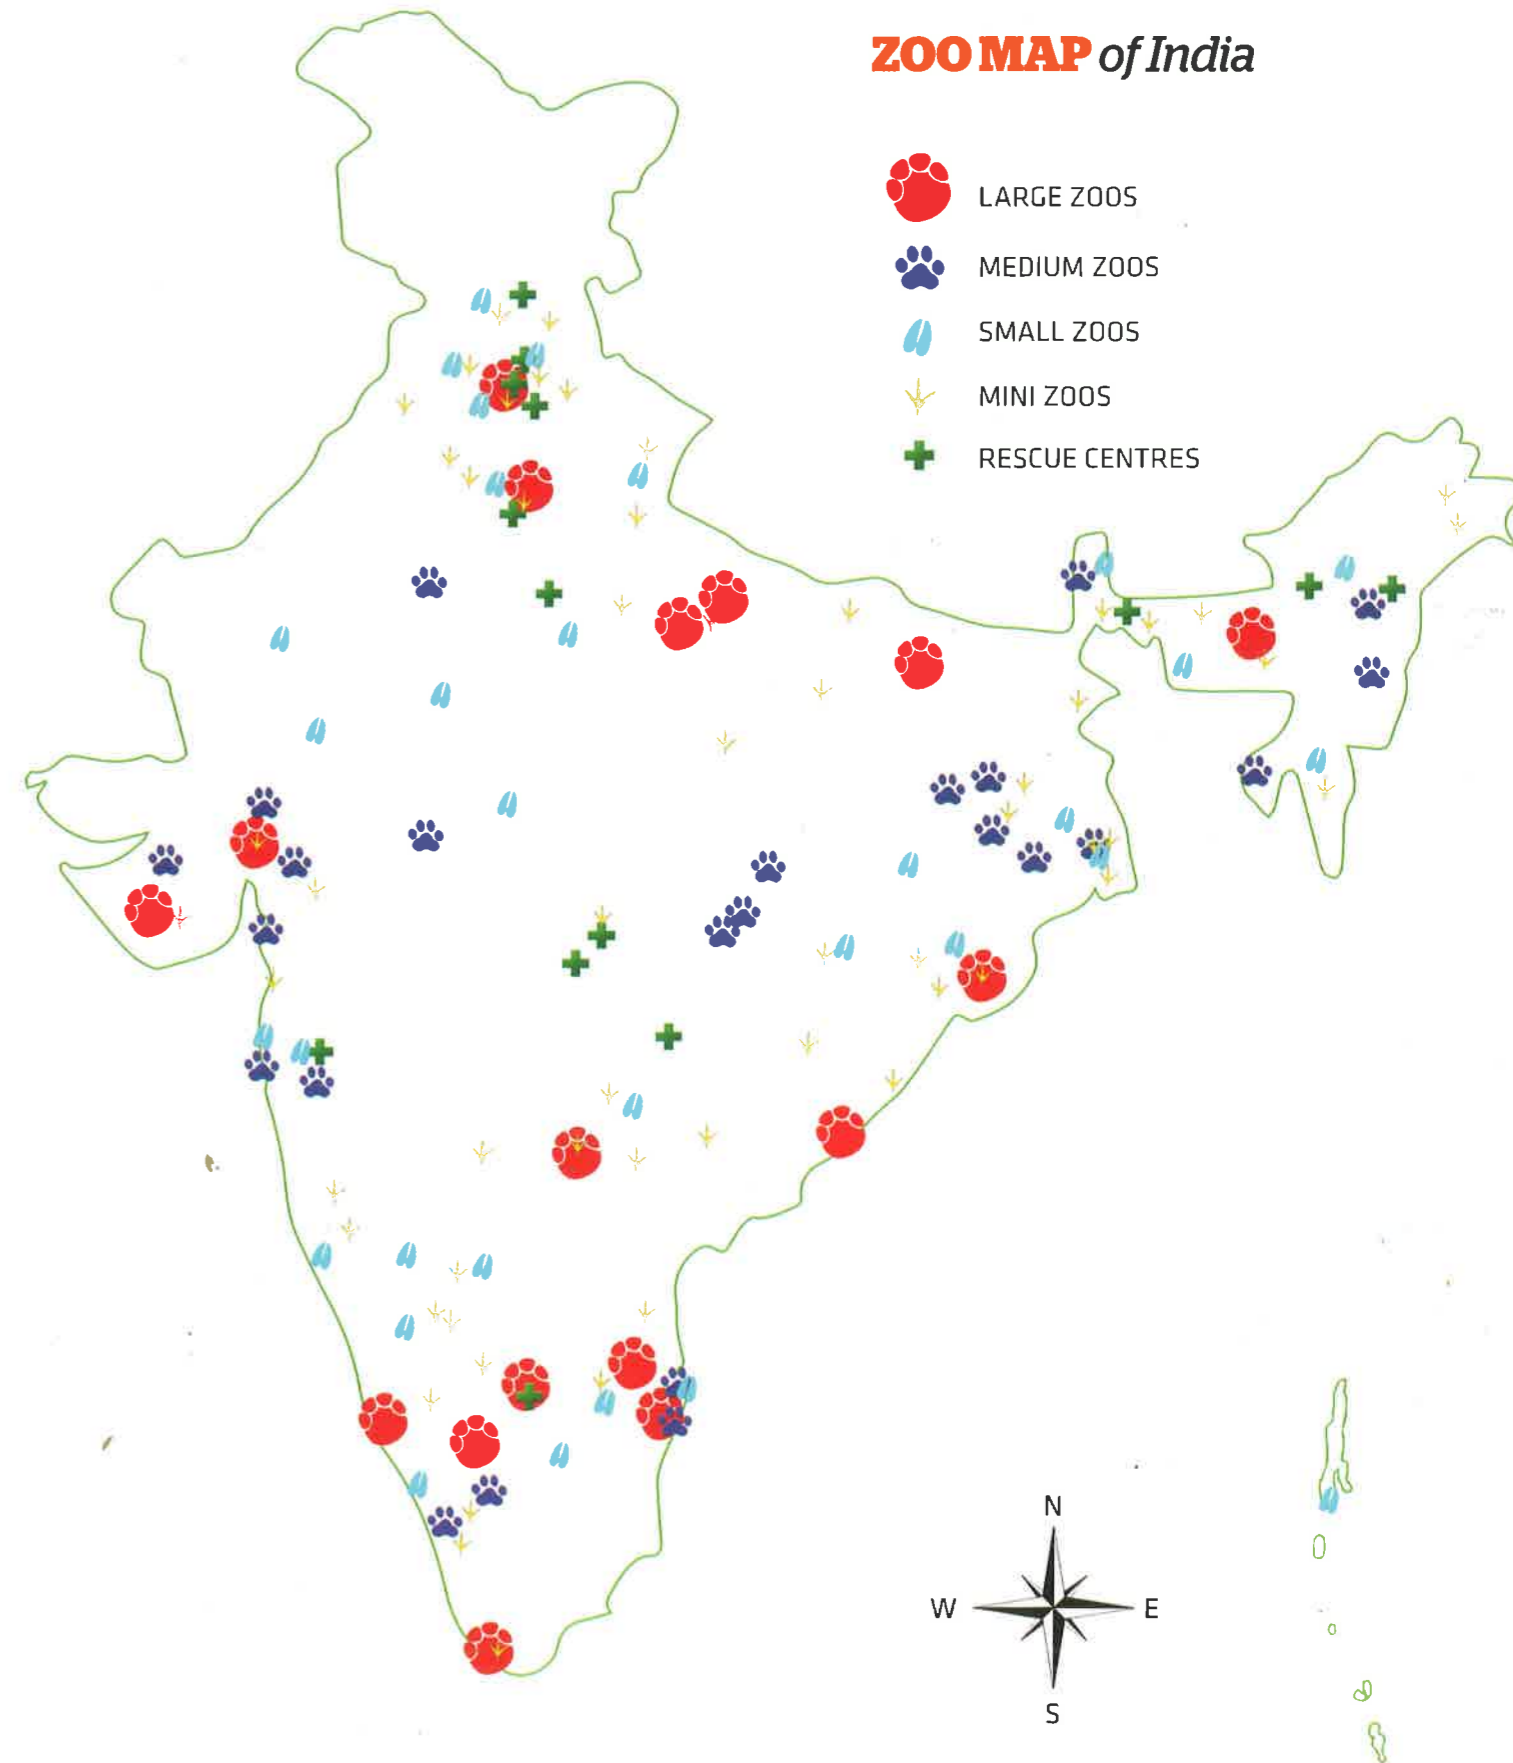 ZOO MAP of India
LARGE ZOOS
MEDIUM ZOOS
SMALL ZOOS
MINI ZOOS
RESCUE CENTRES
N
W
E
S